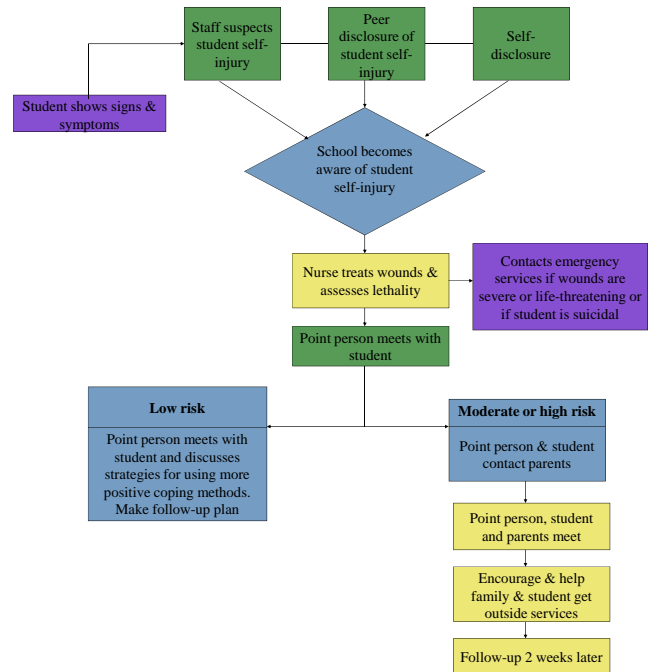 Staff suspects
student self-
injury
Peer
disclosure of
student self-
injury
Self-
disclosure
Student shows signs &
symptoms
School becomes
aware of student
self-injury
Nurse treats wounds &
assesses lethality
Contacts emergency
services if wounds are
severe or life-threatening or
if student is suicidal
Point person meets with
student
Low risk
Point person meets with
student and discusses
strategies for using more
positive coping methods.
Make follow-up plan
Moderate or high risk
Point person & student
contact parents
Point person, student
and parents meet
Encourage & help
family & student get
outside services
Follow-up 2 weeks later